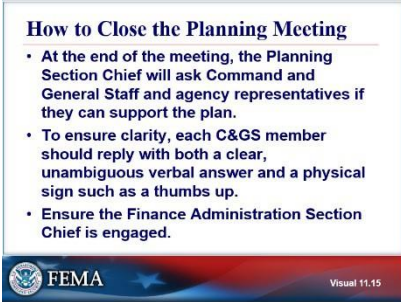 How to Close the Planning Meeting
• At the end of the meeting, the Planning
Section Chief will ask Command and
General Staff and agency representatives if
they can support the plan.
• To ensure clarity, each C&GS member
should reply with both a clear,
unambiguous verbal answer and a physical
sign such as a thumbs up.
• Ensure the Finance Administration Section
Chief is engaged.
FEMA
Visual 11.15